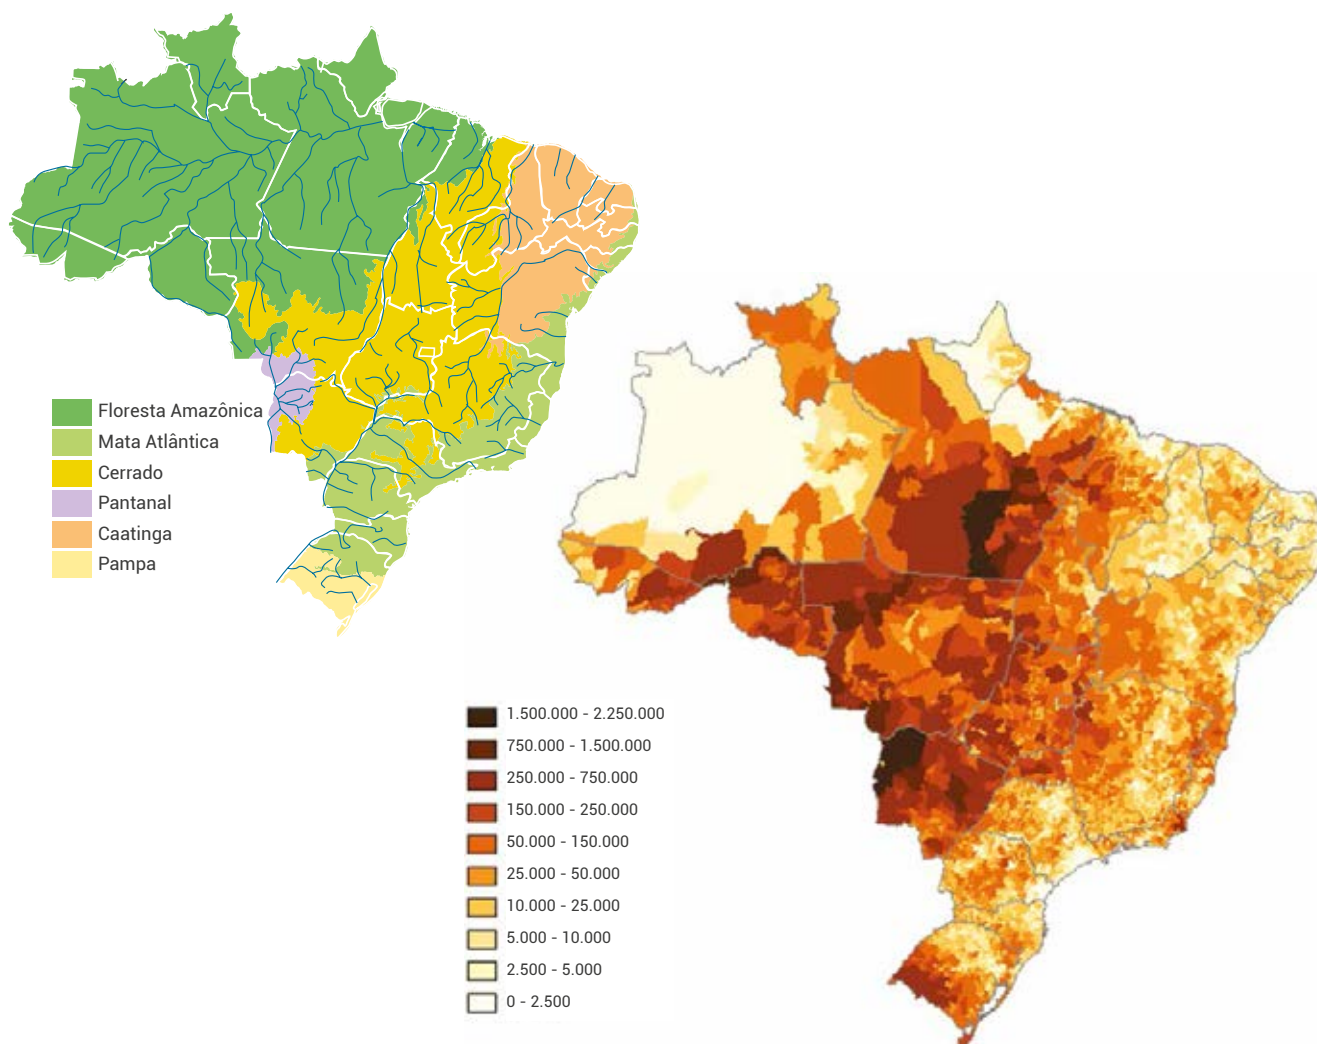 Floresta Amazônica
Mata Atlântica
Cerrado
Pantanal
Caatinga
Pampa
1.500.000 - 2.250.000
750.000 - 1.500.000
250.000 - 750.000
150.000 - 250.000
50.000 - 150.000
25.000 - 50.000
10.000 - 25.000
5.000 - 10.000
2.500 - 5.000
0 - 2.500